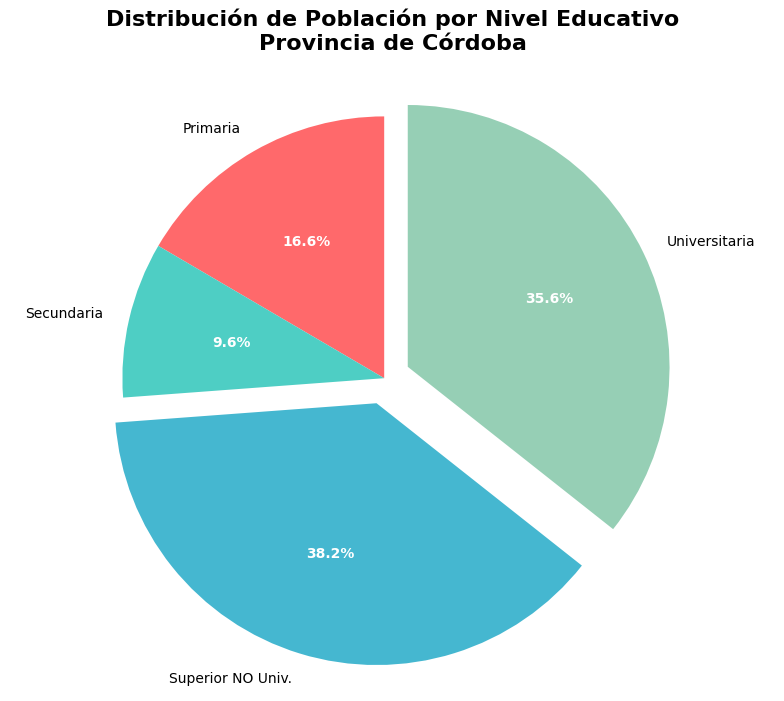 Distribución de Población por Nivel Educativo
Provincia de Córdoba
Primaria
16.6%
Universitaria
35.6%
Secundaria
9.6%
38.2%
Superior NO Univ.